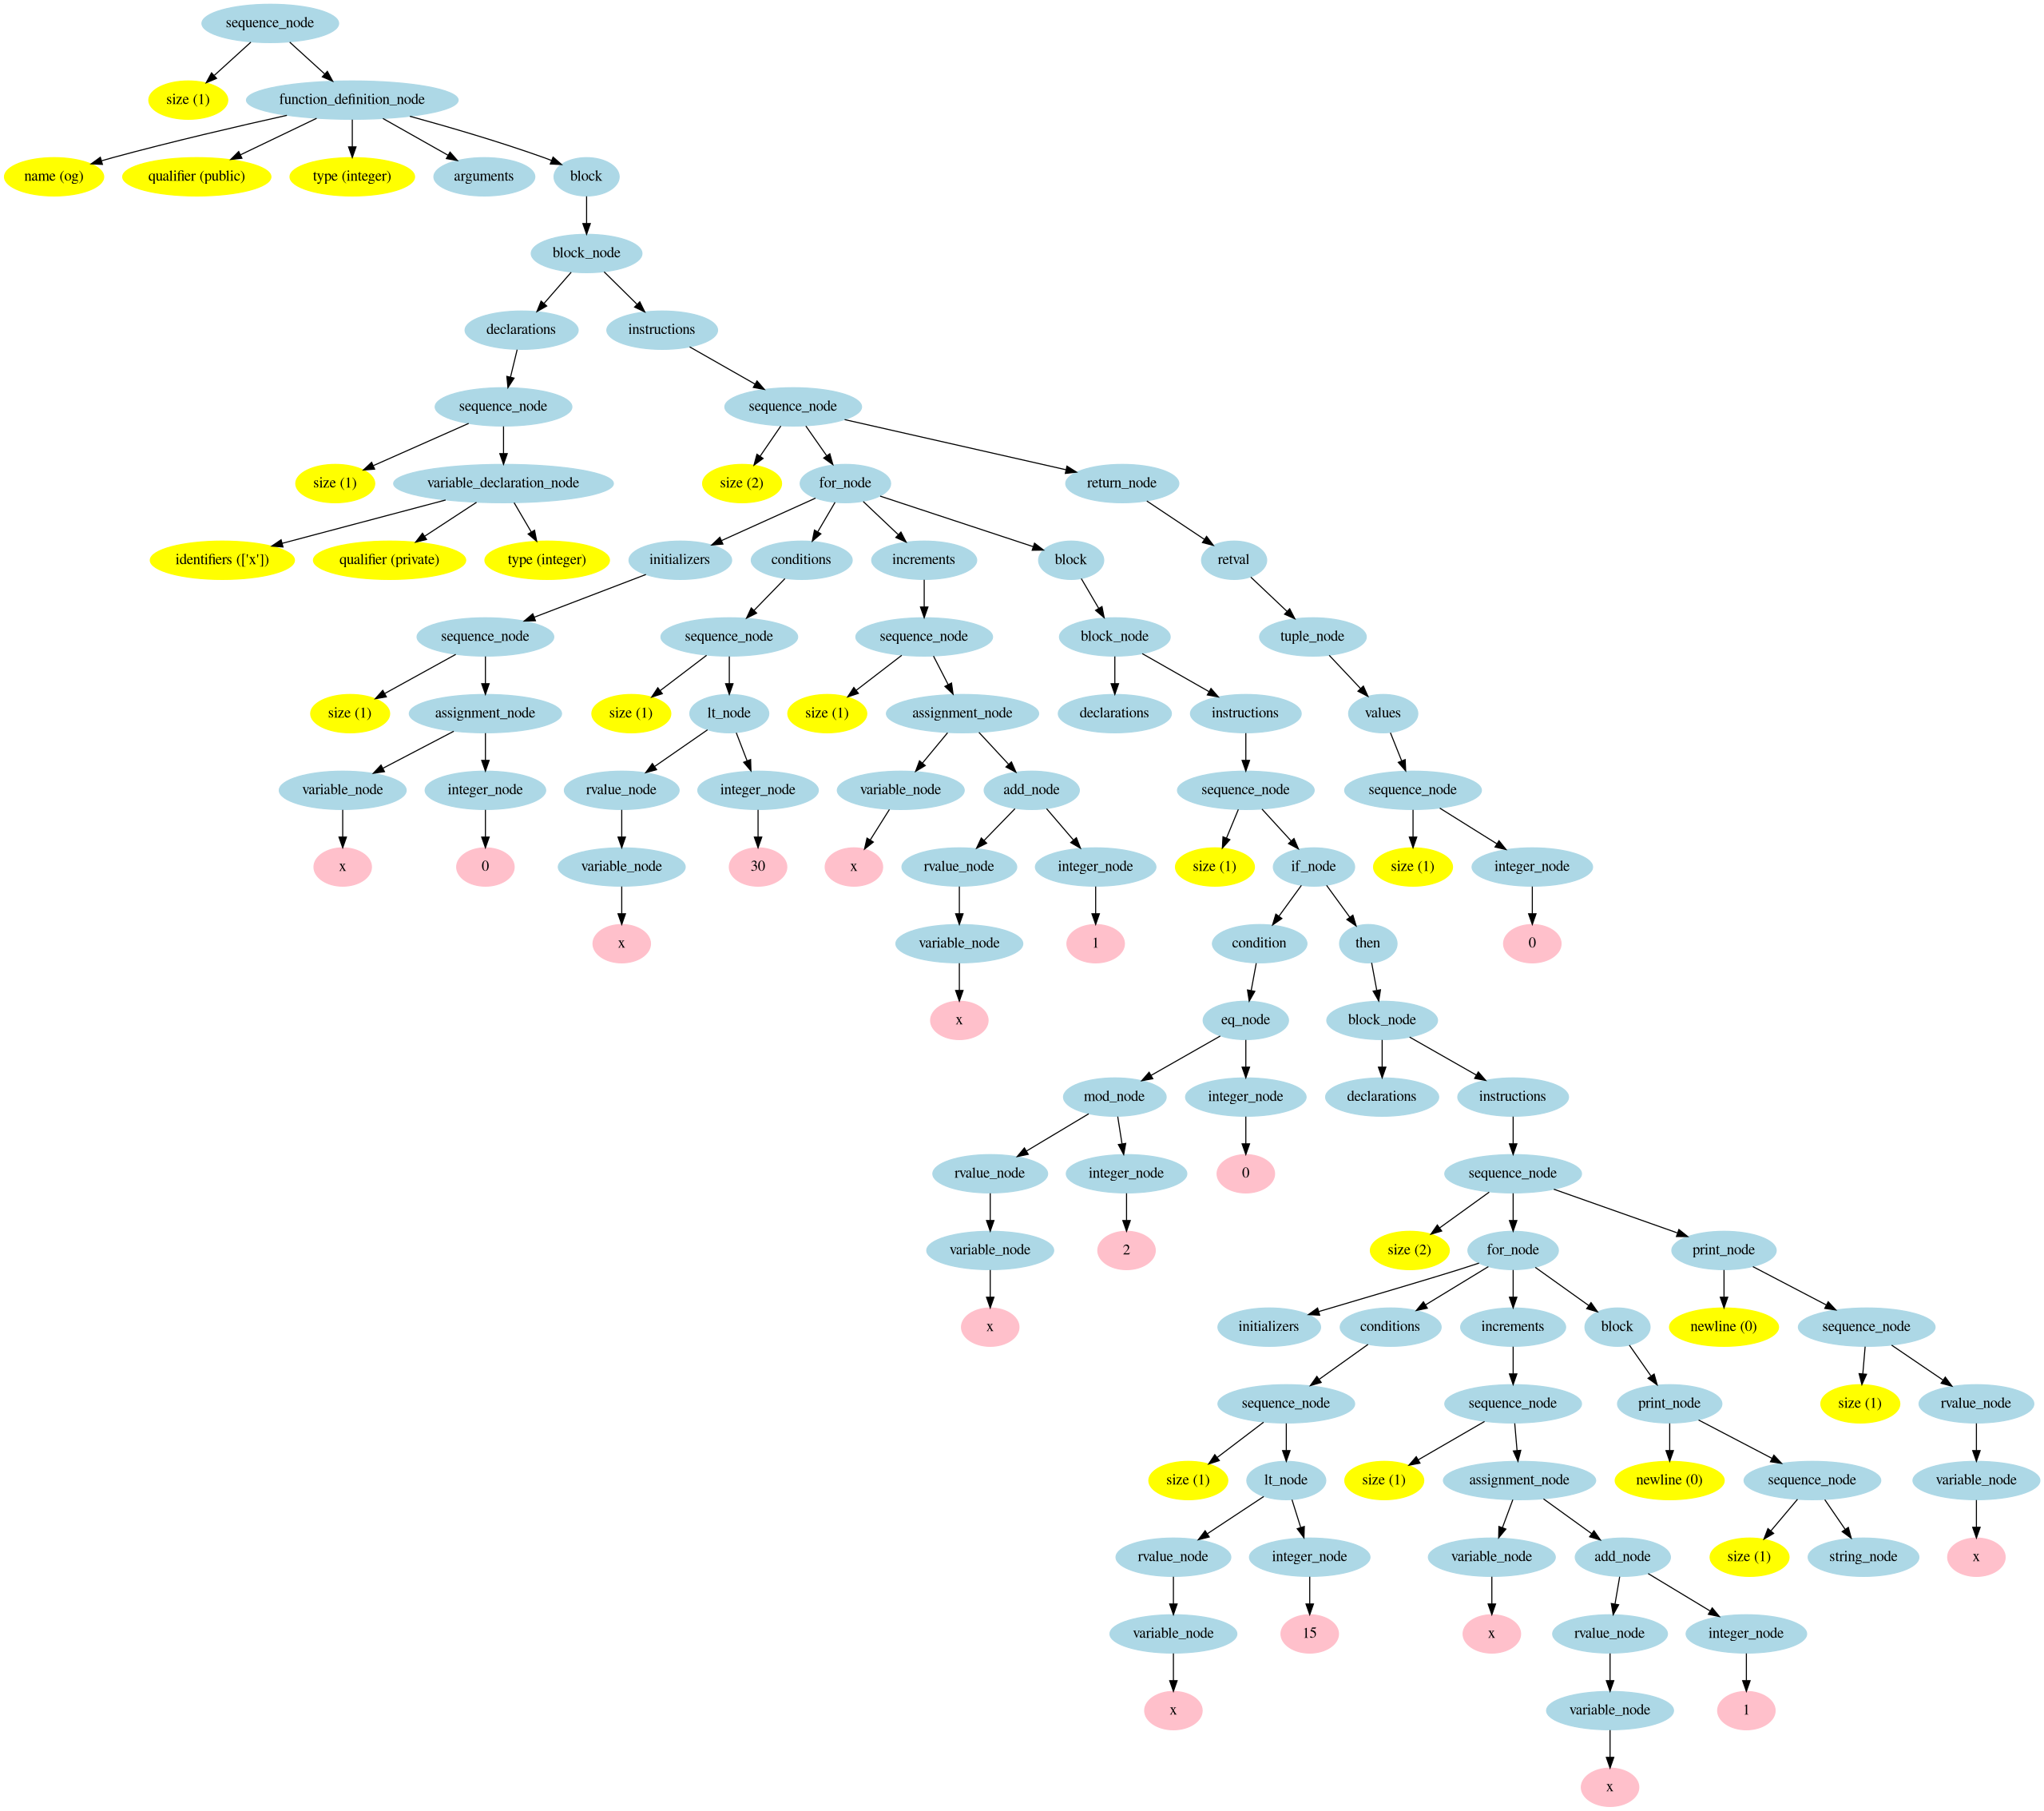 sequence_node
size (1)
function_definition_node
name (og)
qualifier (public)
type (integer)
arguments
block
block_node
declarations
instructions
sequence_node
sequence_node
size (1)
variable_declaration_node
size (2)
for_node
return_node
identifiers (['x'])
qualifier (private)
type (integer)
initializers
conditions
increments
block
retval
sequence_node
sequence_node
sequence_node
block_node
tuple_node
size (1)
assignment_node
size (1)
lt_node
size (1)
assignment_node
declarations
instructions
values
variable_node
integer_node
rvalue_node
integer_node
variable_node
add_node
sequence_node
sequence_node
x
0
variable_node
30
x
rvalue_node
integer_node
size (1)
if_node
size (1)
integer_node
x
variable_node
1
condition
then
0
x
eq_node
block_node
mod_node
integer_node
declarations
instructions
rvalue_node
integer_node
0
sequence_node
variable_node
2
size (2)
for_node
print_node
x
initializers
conditions
increments
block
newline (0)
sequence_node
sequence_node
sequence_node
print_node
size (1)
rvalue_node
size (1)
lt_node
size (1)
assignment_node
newline (0)
sequence_node
variable_node
rvalue_node
integer_node
variable_node
add_node
size (1)
string_node
x
variable_node
15
x
rvalue_node
integer_node
x
variable_node
1
x